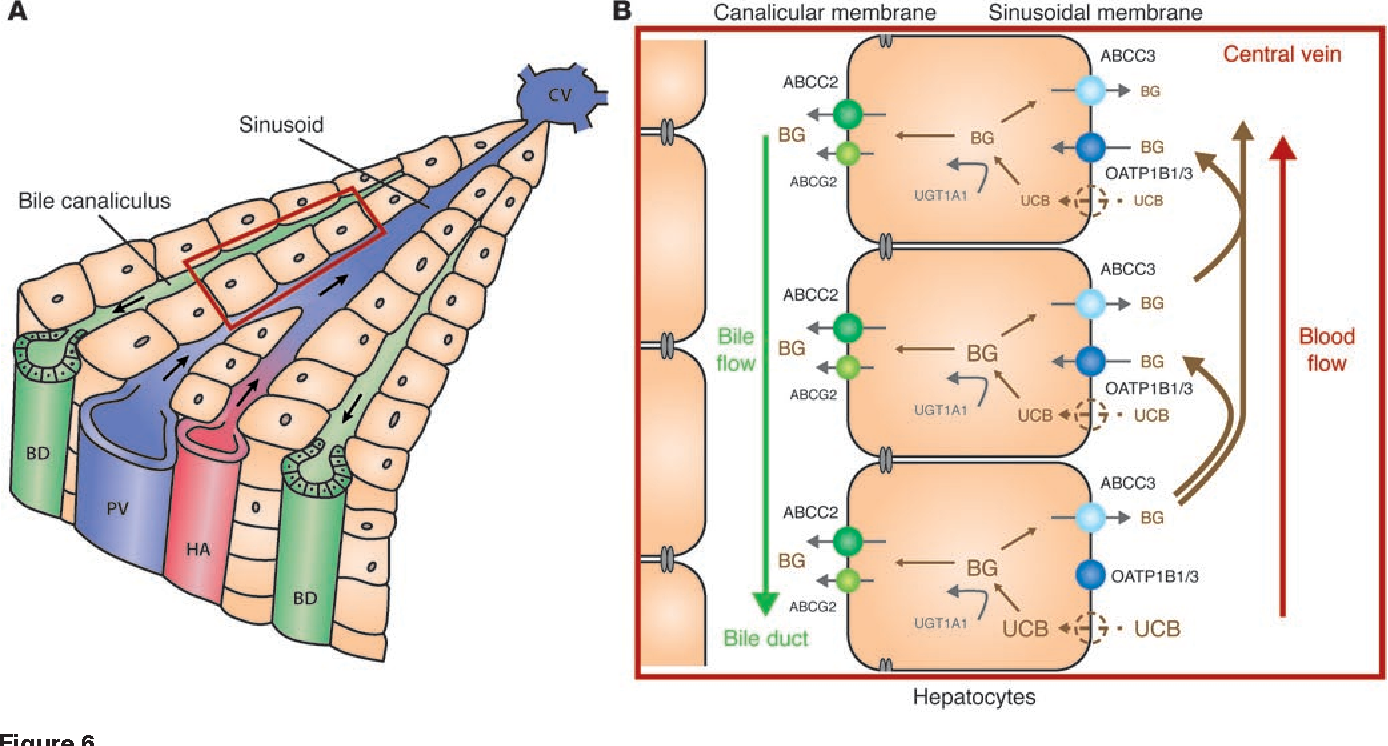 A
CV
Sinusoid
Bile canaliculus
BD
PV
HA
BD
B
Canalicular membrane
Sinusoidal membrane
Central vein
ABCC2
ABCC3
BG
BG
BG
BG
ABCG2
OATP1B1/3
UGT1A1
UCB
UCB
ABCC2
ABCC3
BG
Bile
flow
BG
BG
BG
ABCG2
OATP1B1/3
UGT1A1
UCB
UCB
Blood
flow
ABCC2
ABCC3
BG
BG
BG
ABCG2
OATP1B1/3
UGT1A1
UCB
UCB
Bile duct
Hepatocytes
Figure 6